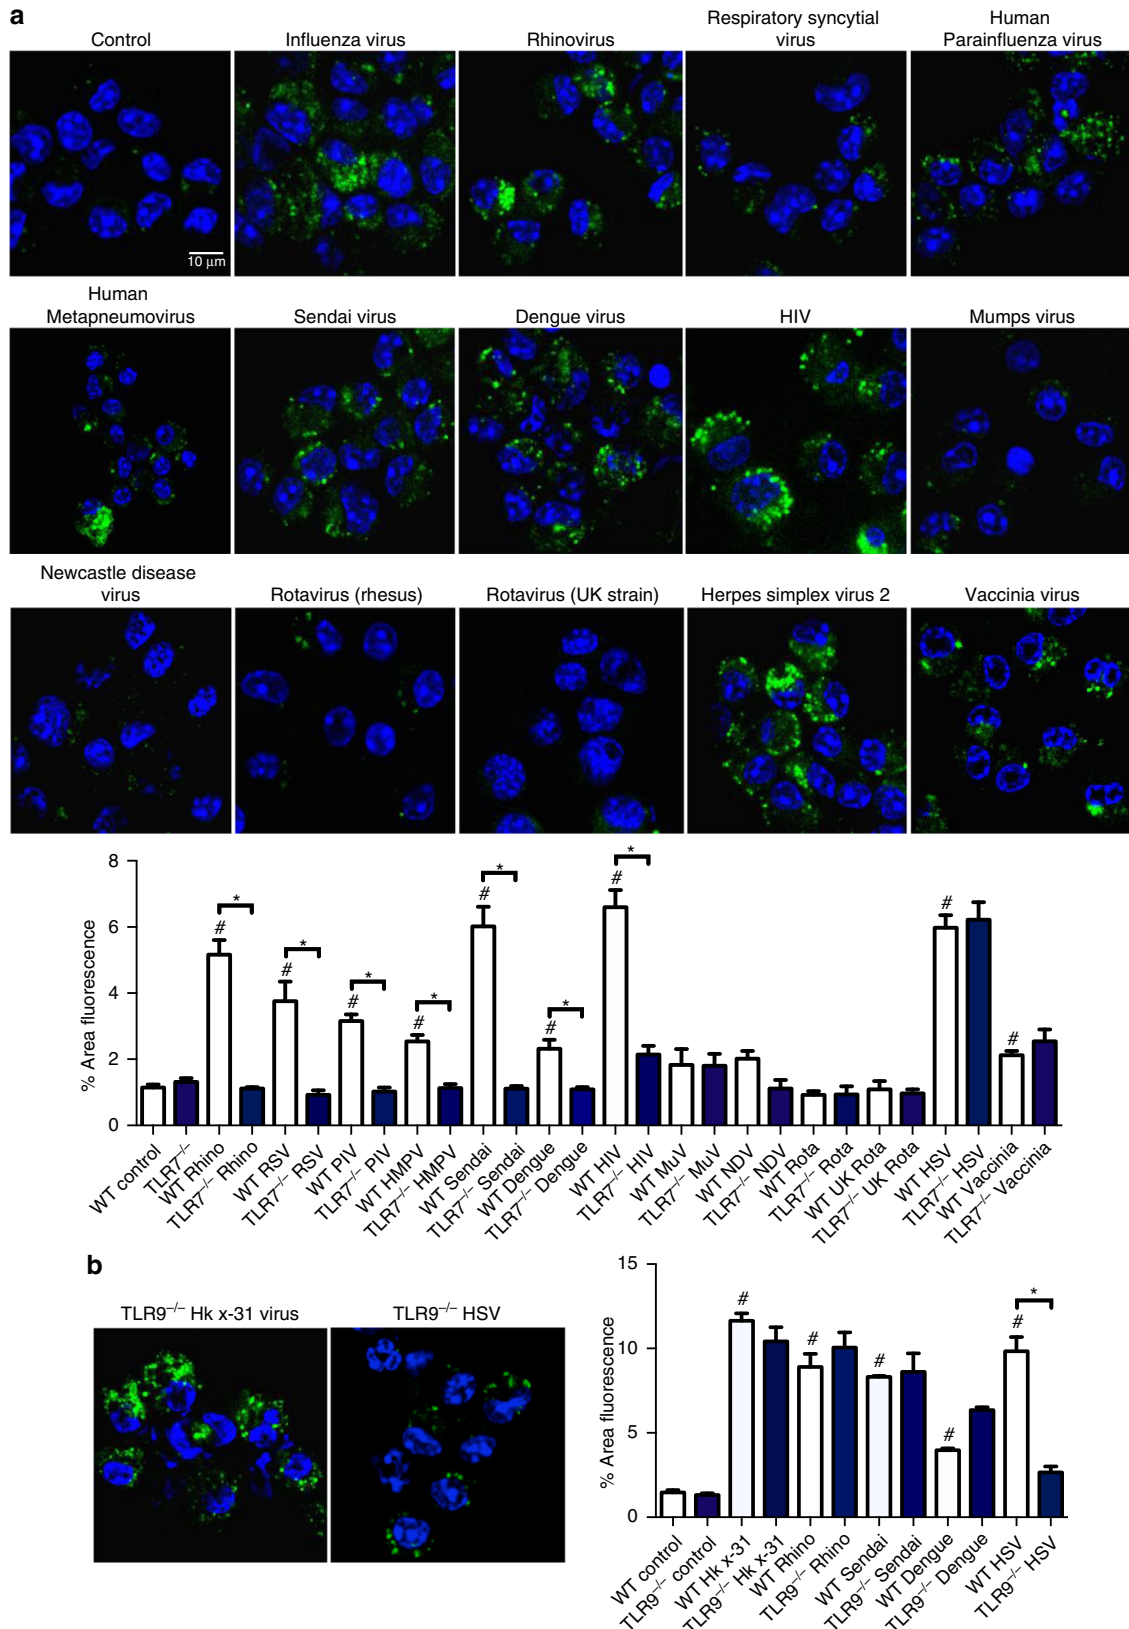 a
Control
Influenza virus
Rhinovirus
Respiratory syncytial
virus
Human
Parainfluenza virus
10 μm
Human
Metapneumovirus
Sendai virus
Dengue virus
HIV
Mumps virus
Newcastle disease
virus
Rotavirus (rhesus)
Rotavirus (UK strain)
Herpes simplex virus 2
Vaccinia virus
% Area fluorescence
8
6
4
2
0
#
*
#
*
#
*
#
*
#
*
#
*
#
*
#
#
WT control
TLR7–/–
WT Rhino
TLR7–/– Rhino
WT RSV
TLR7–/– RSV
WT PIV
TLR7–/– PIV
WT HMPV
TLR7–/– HMPV
WT Sendai
TLR7–/– Sendai
WT Dengue
TLR7–/– Dengue
WT HIV
TLR7–/– HIV
WT MuV
TLR7–/– MuV
WT NDV
TLR7–/– NDV
WT Rota
TLR7–/– Rota
WT UK Rota
TLR7–/– UK Rota
WT HSV
TLR7–/– HSV
WT Vaccinia
TLR7–/– Vaccinia
b
TLR9–/– Hk x-31 virus
TLR9–/– HSV
% Area fluorescence
15
10
5
0
#
#
#
#
#
*
WT control
TLR9–/– control
WT Hk x-31
TLR9–/– Hk x-31
WT Rhino
TLR9–/– Rhino
WT Sendai
TLR9–/– Sendai
WT Dengue
TLR9–/– Dengue
WT HSV
TLR9–/– HSV